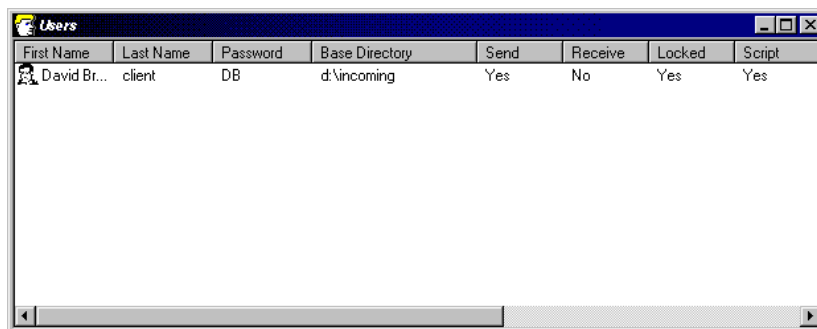 Users
First Name Last Name Password Base Directory Send Receive Locked Script
David Br... client DB d:\incoming Yes No Yes Yes